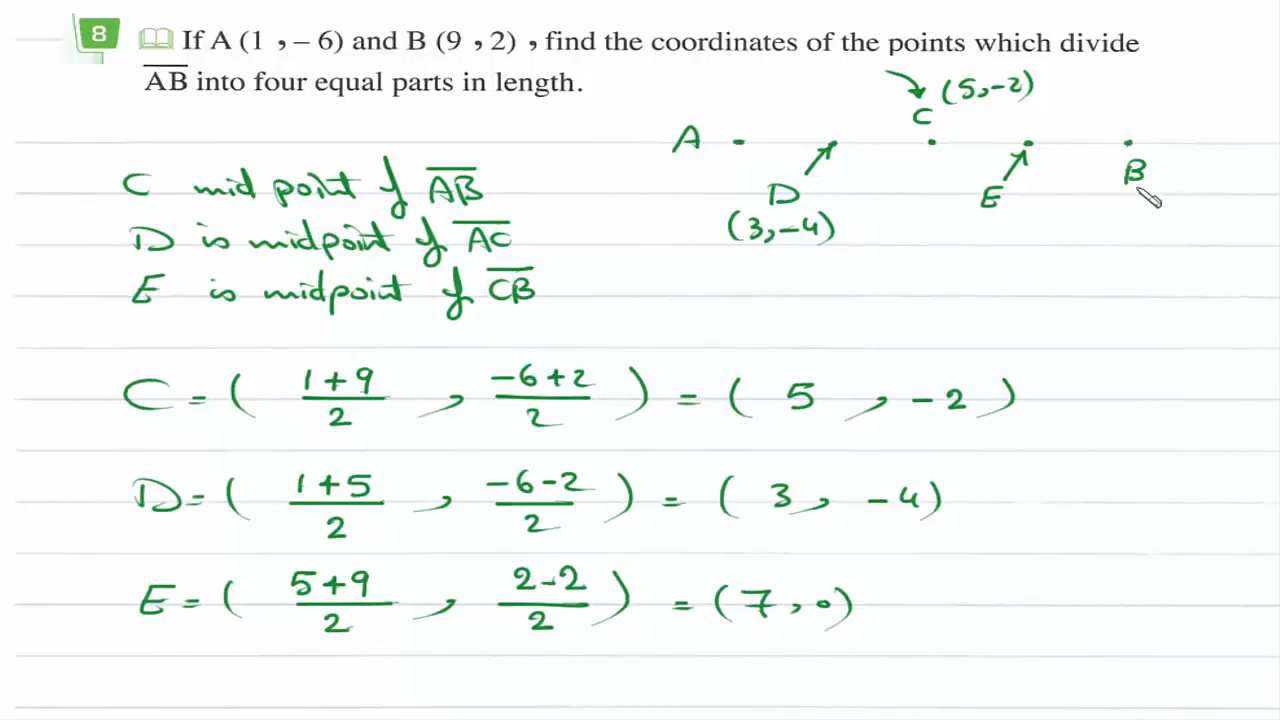 8 If A (1 , – 6) and B (9 , 2) , find the coordinates of the points which divide
AB into four equal parts in length.
(5,-2)
C
A
B
D
E
(3,-4)
C mid point of AB
D is midpoint of AC
E is midpoint of CB
C = ( 1+9/2 , -6+2/2 ) = ( 5 , -2 )
D = ( 1+5/2 , -6-2/2 ) = ( 3 , -4 )
E = ( 5+9/2 , 2-2/2 ) = ( 7 , 0 )